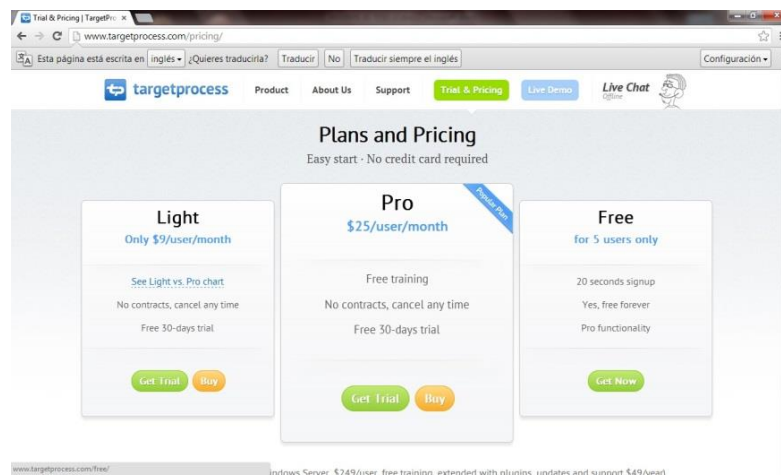 Trial & Pricing | TargetPro
www.targetprocess.com/pricing/
Esta página está escrita en inglés ¿Quieres traducirla? Traducir No Traducir siempre el inglés Configuración
targetprocess Product About Us Support Trial & Pricing Live Demo Live Chat
Offline
Plans and Pricing
Easy start · No credit card required
Popular Plan
Light
Only $9/user/month
See Light vs. Pro chart
No contracts, cancel any time
Free 30-days trial
Get Trial Buy
Pro
$25/user/month
Free training
No contracts, cancel any time
Free 30-days trial
Get Trial Buy
Free
for 5 users only
20 seconds signup
Yes, free forever
Pro functionality
Get Now
www.targetprocess.com/free/
indows Server, $249/user, free training, extended with plugins, updates and support $49/year)